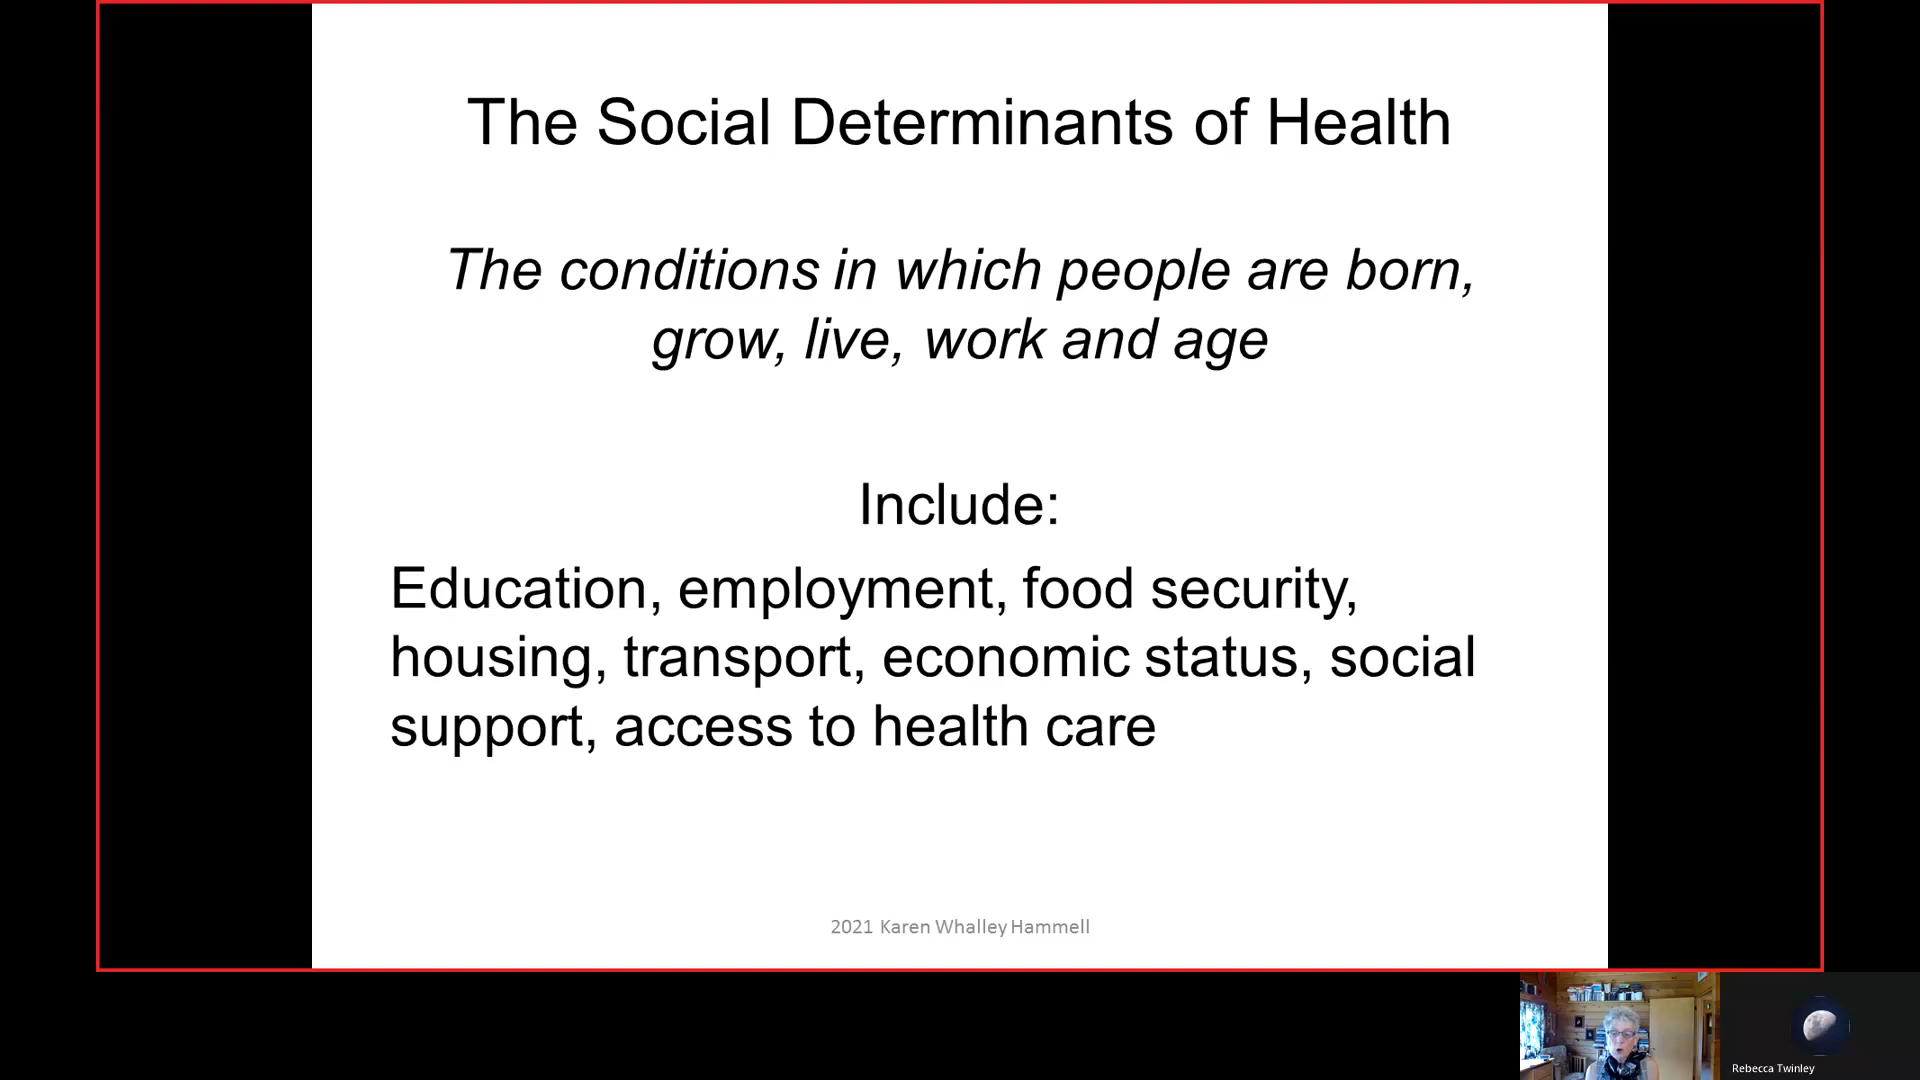 The Social Determinants of Health
The conditions in which people are born,
grow, live, work and age
Include:
Education, employment, food security,
housing, transport, economic status, social
support, access to health care
2021 Karen Whalley Hammell
Rebecca Twinley